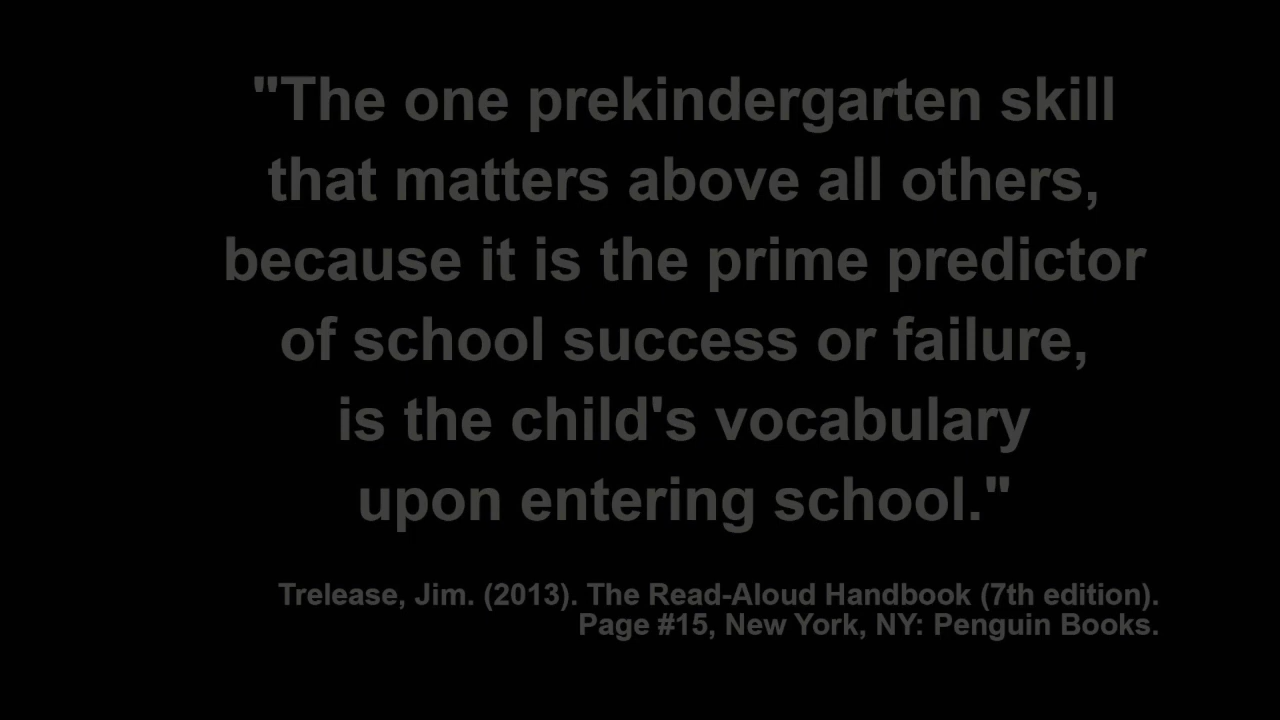 "The one prekindergarten skill
that matters above all others,
because it is the prime predictor
of school success or failure,
is the child's vocabulary
upon entering school."
Trelease, Jim. (2013). The Read-Aloud Handbook (7th edition).
Page #15, New York, NY: Penguin Books.